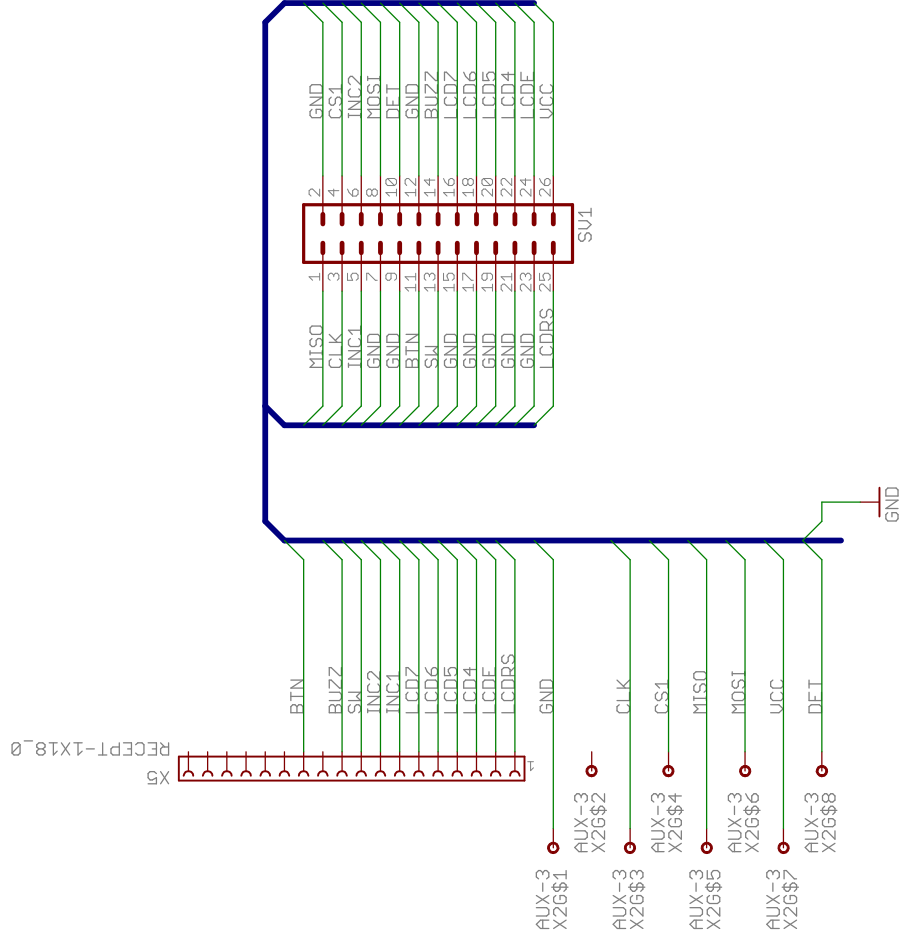 GND
CS1
INC2
MOSI
DET
GND
BUZZ
LCD7
LCD6
LCD5
LCD4
LCDE
VCC
2
4
6
8
10
12
14
16
18
20
22
24
26
SV1
1
3
5
7
9
11
13
15
17
19
21
23
25
MISO
CLK
INC1
GND
GND
BTN
SW
GND
GND
GND
GND
GND
LCDRS
GND
BTN
BUZZ
SW
INC2
INC1
LCD7
LCD6
LCD5
LCD4
LCDE
LCDRS
GND
CLK
CS1
MISO
MOSI
VCC
DET
RECEPT-1X18_0
X5
1
AUX-3
X2G$2
AUX-3
X2G$4
AUX-3
X2G$6
AUX-3
X2G$8
AUX-3
X2G$1
AUX-3
X2G$3
AUX-3
X2G$5
AUX-3
X2G$7